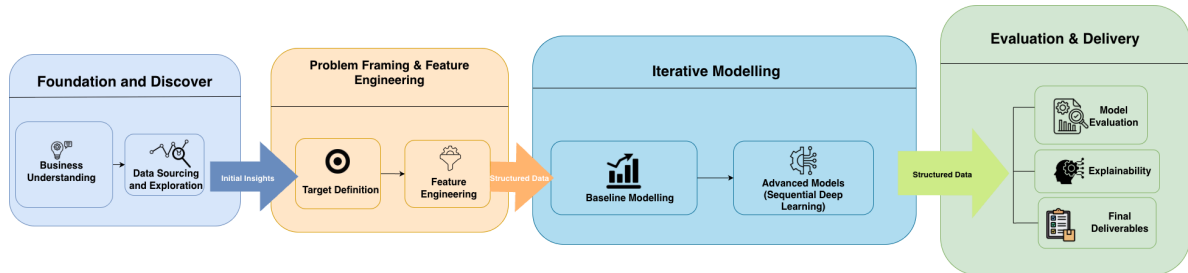 Foundation and Discover
Business
Understanding
Data Sourcing
and Exploration
Initial Insights
Problem Framing & Feature
Engineering
Target Definition
Feature
Engineering
Structured Data
Iterative Modelling
Baseline Modelling
Advanced Models
(Sequential Deep
Learning)
Structured Data
Evaluation & Delivery
Model
Evaluation
Explainability
Final
Deliverables